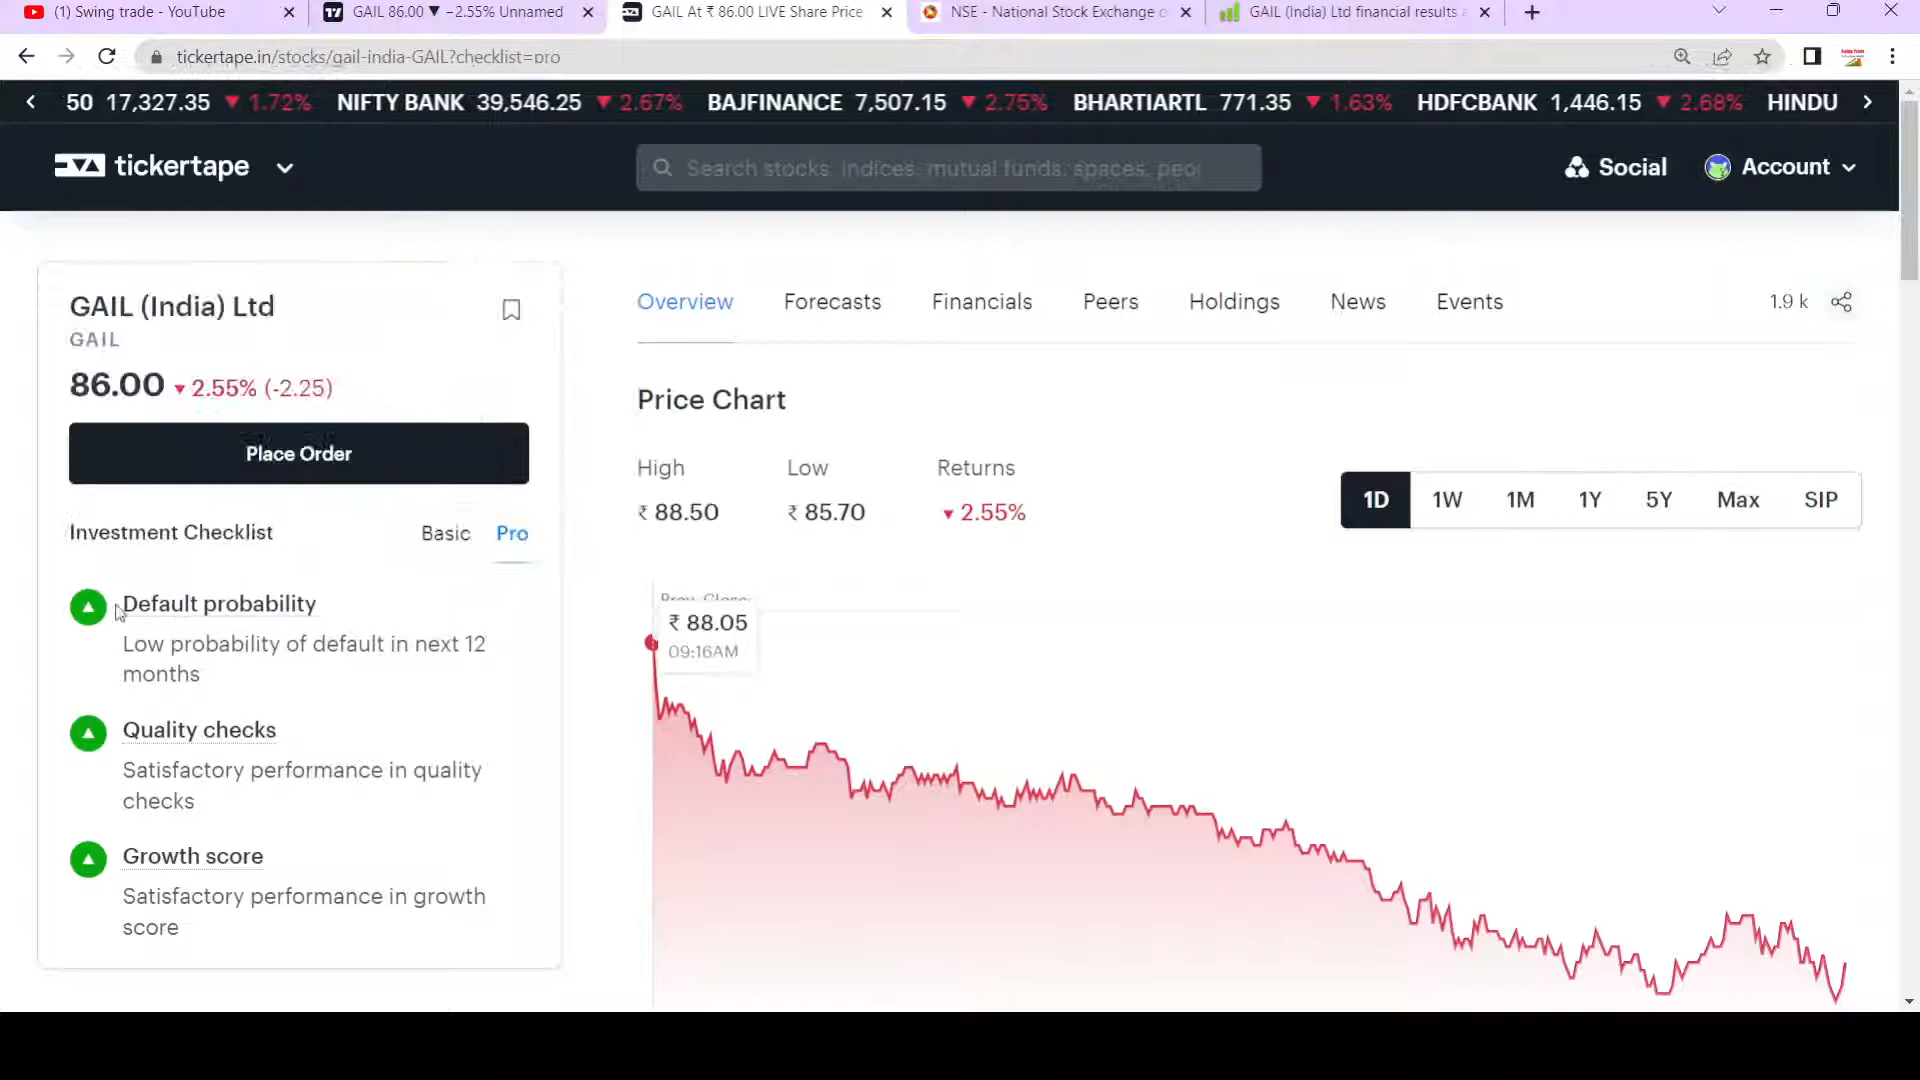 (1) Swing trade - YouTube
GAIL 86.00 ▼ −2.55% Unnamed
GAIL At ₹ 86.00 LIVE Share Price
NSE - National Stock Exchange o
GAIL (India) Ltd financial results a
tickertape.in/stocks/gail-india-GAIL?checklist=pro
50 17,327.35 ▼ 1.72% NIFTY BANK 39,546.25 ▼ 2.67% BAJFINANCE 7,507.15 ▼ 2.75% BHARTIARTL 771.35 ▼ 1.63% HDFCBANK 1,446.15 ▼ 2.68% HINDU
tickertape
Search stocks, indices, mutual funds, spaces, peo
Social
Account
GAIL (India) Ltd
GAIL
86.00 ▼ 2.55% (-2.25)
Place Order
Investment Checklist
Basic
Pro
Default probability
Low probability of default in next 12
months
Quality checks
Satisfactory performance in quality
checks
Growth score
Satisfactory performance in growth
score
Overview
Forecasts
Financials
Peers
Holdings
News
Events
1.9 k
Price Chart
High
Low
Returns
₹ 88.50
₹ 85.70
▼ 2.55%
1D
1W
1M
1Y
5Y
Max
SIP
Prev. Close:
₹ 88.05
09:16AM